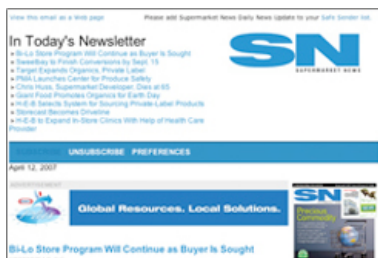 View this email as a Web page
Please add Supermarket News Daily News Update to your Safe Sender list.
In Today's Newsletter
» Bi-Lo Store Program Will Continue as Buyer Is Sought
» Sweetbay to Finish Conversions by Sept. 15
» Target Expands Organics, Private Label
» PMA Launches Center for Produce Safety
» Chris Huss, Supermarket Developer, Dies at 65
» Giant Food Promotes Organics for Earth Day
» H-E-B Selects System for Sourcing Private-Label Products
» Storecast Becomes Driveline
» H-E-B to Expand In-Store Clinics With Help of Health Care
Provider
SN
SUPERMARKET NEWS
UNSUBSCRIBE PREFERENCES
April 12, 2007
ADVERTISEMENT
Global Resources. Local Solutions.
SN
Precious
Commodity
Bi-Lo Store Program Will Continue as Buyer Is Sought